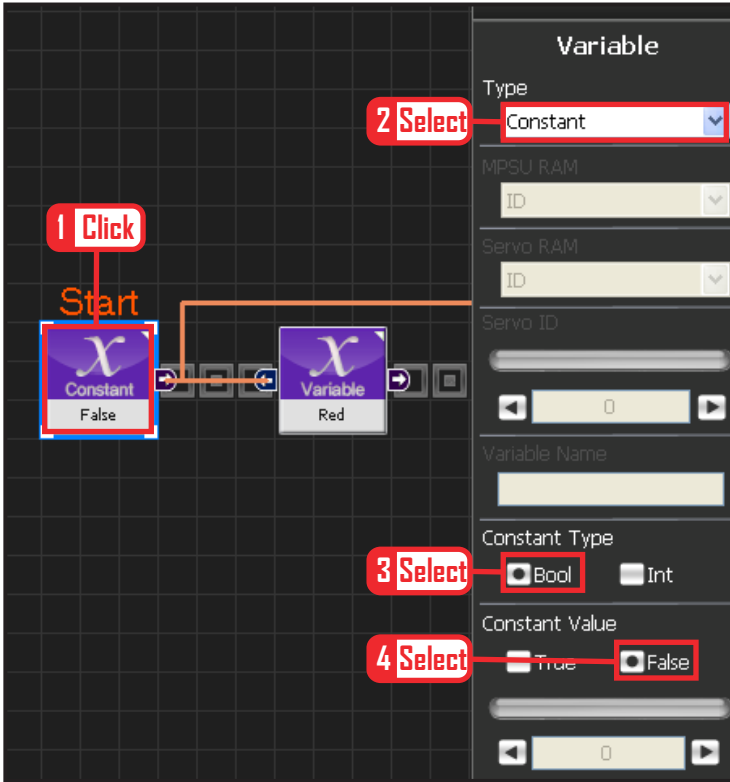 Variable
Type
2 Select
Constant
MPSU RAM
ID
1 Click
Servo RAM
ID
Start
Servo ID
X
Constant
False
X
Variable
Red
0
Variable Name
Constant Type
3 Select
Bool
Int
Constant Value
4 Select
True
False
0